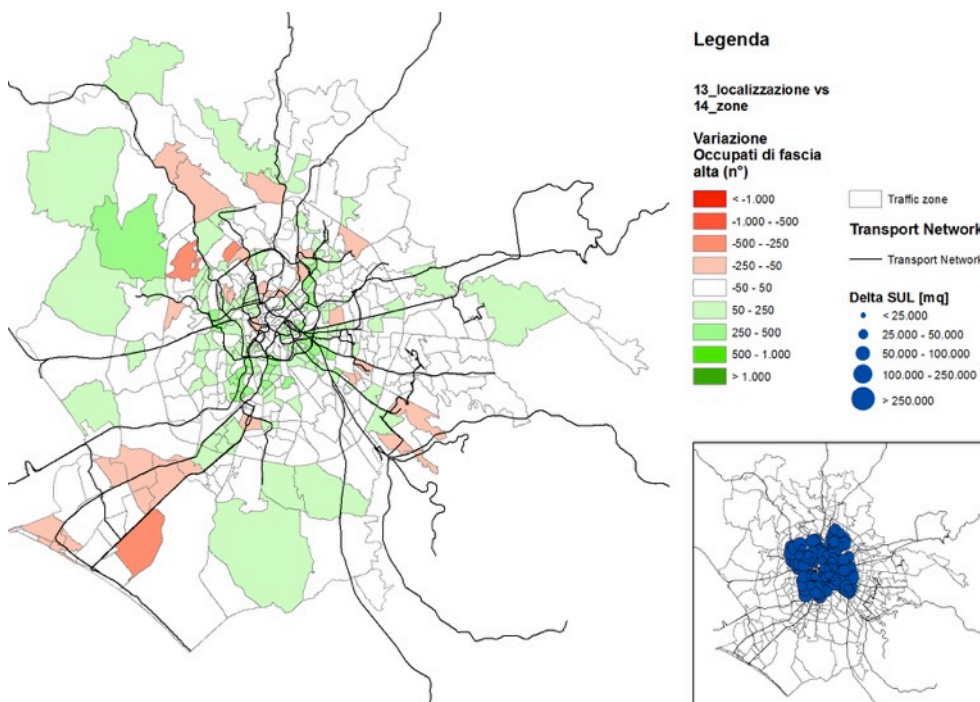 Legenda
13_localizzazione vs
14_zone
Variazione
Occupati di fascia
alta (n°)
< -1.000
-1.000 - -500
-500 - -250
-250 - -50
-50 - 50
50 - 250
250 - 500
500 - 1.000
> 1.000
Traffic zone
Transport Network
Transport Network
Delta SUL [mq]
< 25.000
25.000 - 50.000
50.000 - 100.000
100.000 - 250.000
> 250.000